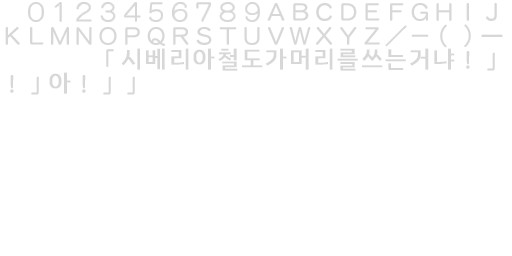 ０１２３４５６７８９ＡＢＣＤＥＦＧＨＩＪ
ＫＬＭＮＯＰＱＲＳＴＵＶＷＸＹＺ／－（ ）―
「시베리아철도가머리를쓰는거냐！」
！」아！」」